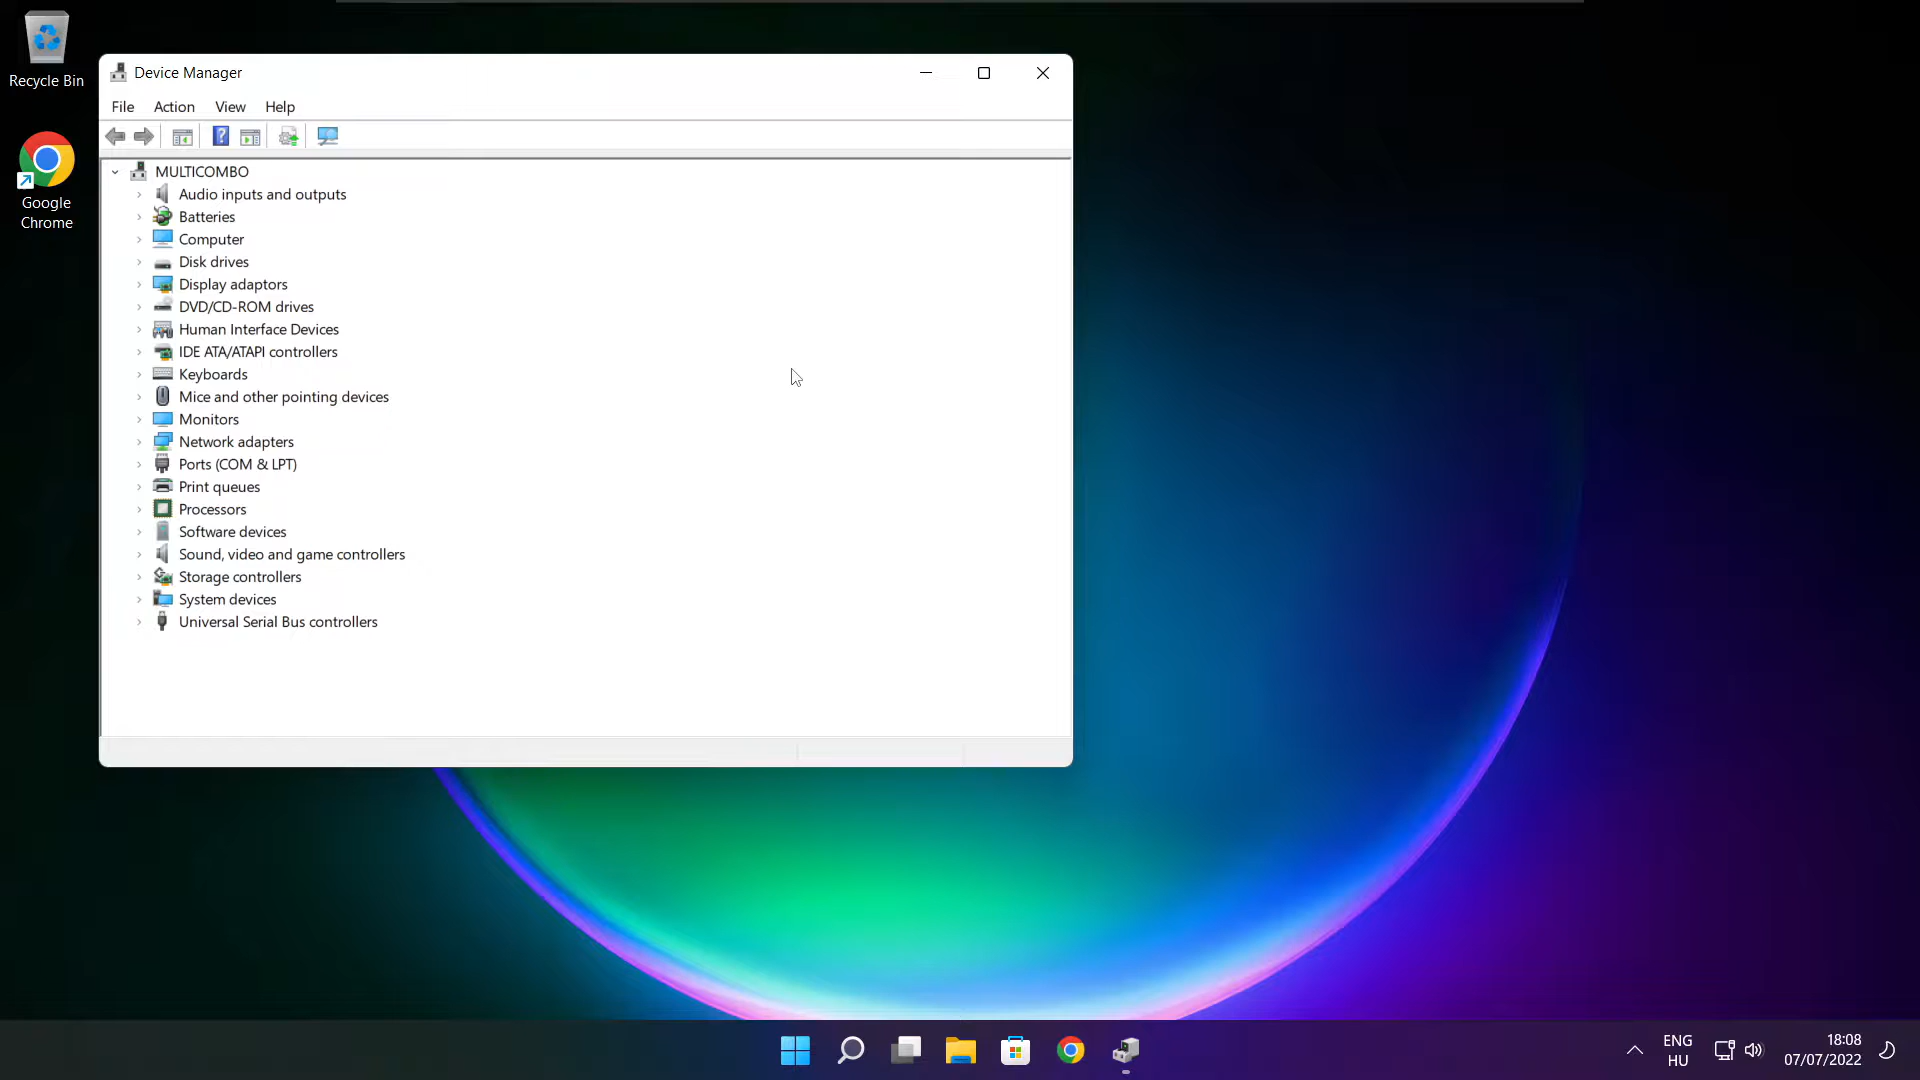 Recycle Bin
Google
Chrome
Device Manager
File Action View Help
MULTICOMBO
Audio inputs and outputs
Batteries
Computer
Disk drives
Display adaptors
DVD/CD-ROM drives
Human Interface Devices
IDE ATA/ATAPI controllers
Keyboards
Mice and other pointing devices
Monitors
Network adapters
Ports (COM & LPT)
Print queues
Processors
Software devices
Sound, video and game controllers
Storage controllers
System devices
Universal Serial Bus controllers
ENG
HU
18:08
07/07/2022